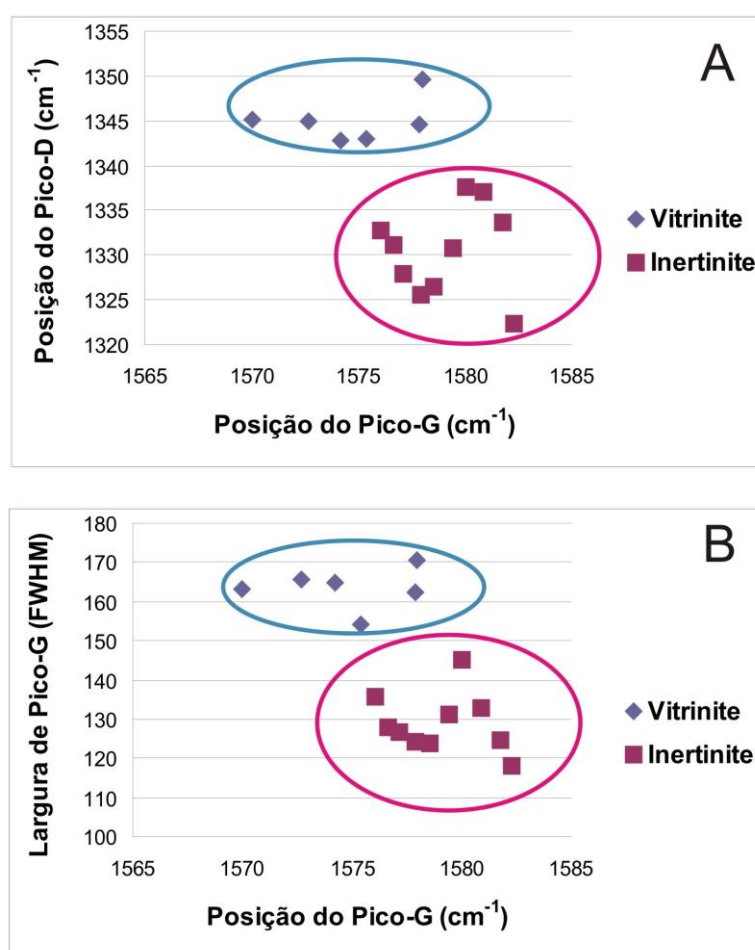 A
Posição do Pico-D (cm⁻¹)
1355
1350
1345
1340
1335
1330
1325
1320
1565 1570 1575 1580 1585
Posição do Pico-G (cm⁻¹)
Vitrinite
Inertinite
B
Largura de Pico-G (FWHM)
180
170
160
150
140
130
120
110
100
1565 1570 1575 1580 1585
Posição do Pico-G (cm⁻¹)
Vitrinite
Inertinite